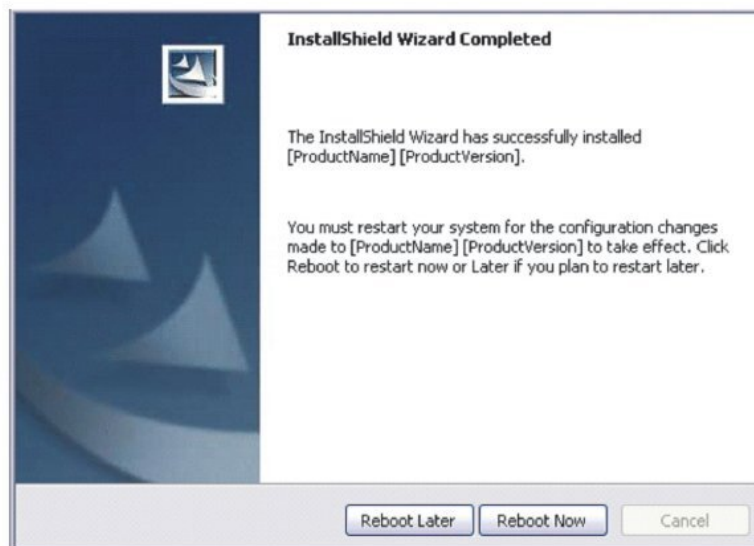 InstallShield Wizard Completed
The InstallShield Wizard has successfully installed
[ProductName] [ProductVersion].
You must restart your system for the configuration changes
made to [ProductName] [ProductVersion] to take effect. Click
Reboot to restart now or Later if you plan to restart later.
Reboot Later Reboot Now Cancel